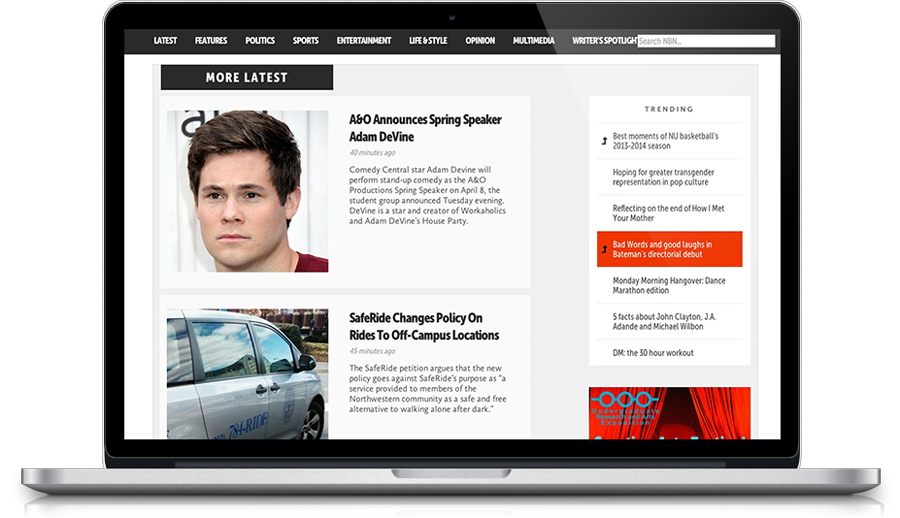 LATEST FEATURES POLITICS SPORTS ENTERTAINMENT LIFE & STYLE OPINION MULTIMEDIA WRITER'S SPOTLIGHT Search NBN...
MORE LATEST
A&O Announces Spring Speaker
Adam DeVine
40 minutes ago
Comedy Central star Adam Devine will
perform stand-up comedy as the A&O
Productions Spring Speaker on April 8, the
student group announced Tuesday evening.
DeVine is a star and creator of Workaholics
and Adam DeVine's House Party.
SafeRide Changes Policy On
Rides To Off-Campus Locations
45 minutes ago
The SafeRide petition argues that the new
policy goes against SafeRide's purpose as "a
service provided to members of the
Northwestern community as a safe and free
alternative to walking alone after dark."
784-RIDE
TRENDING
Best moments of NU basketball's
2013-2014 season
Hoping for greater transgender
representation in pop culture
Reflecting on the end of How I Met
Your Mother
Bad Words and good laughs in
Bateman's directorial debut
Monday Morning Hangover: Dance
Marathon edition
5 facts about John Clayton, J.A.
Adande and Michael Wilbon
DM: the 30 hour workout
Undergraduate
Research and Arts
Exposition